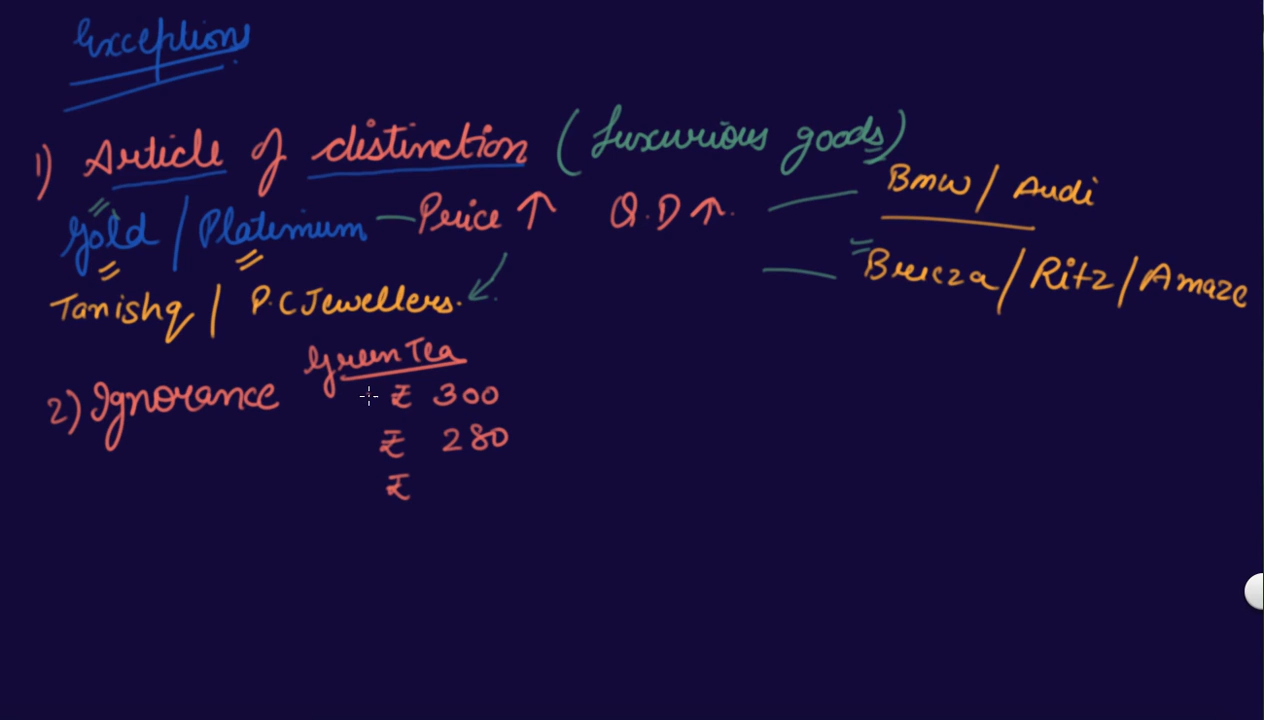 Exception
1) Article of distinction (Luxurious goods)
Gold / Platinium — Price ↑ Q.D ↑. — Bmw / Audi
— Brezza / Ritz / Amaze
Tanishq / P.C Jewellers.
2) Ignorance Green Tea
₹ 300
₹ 280
₹